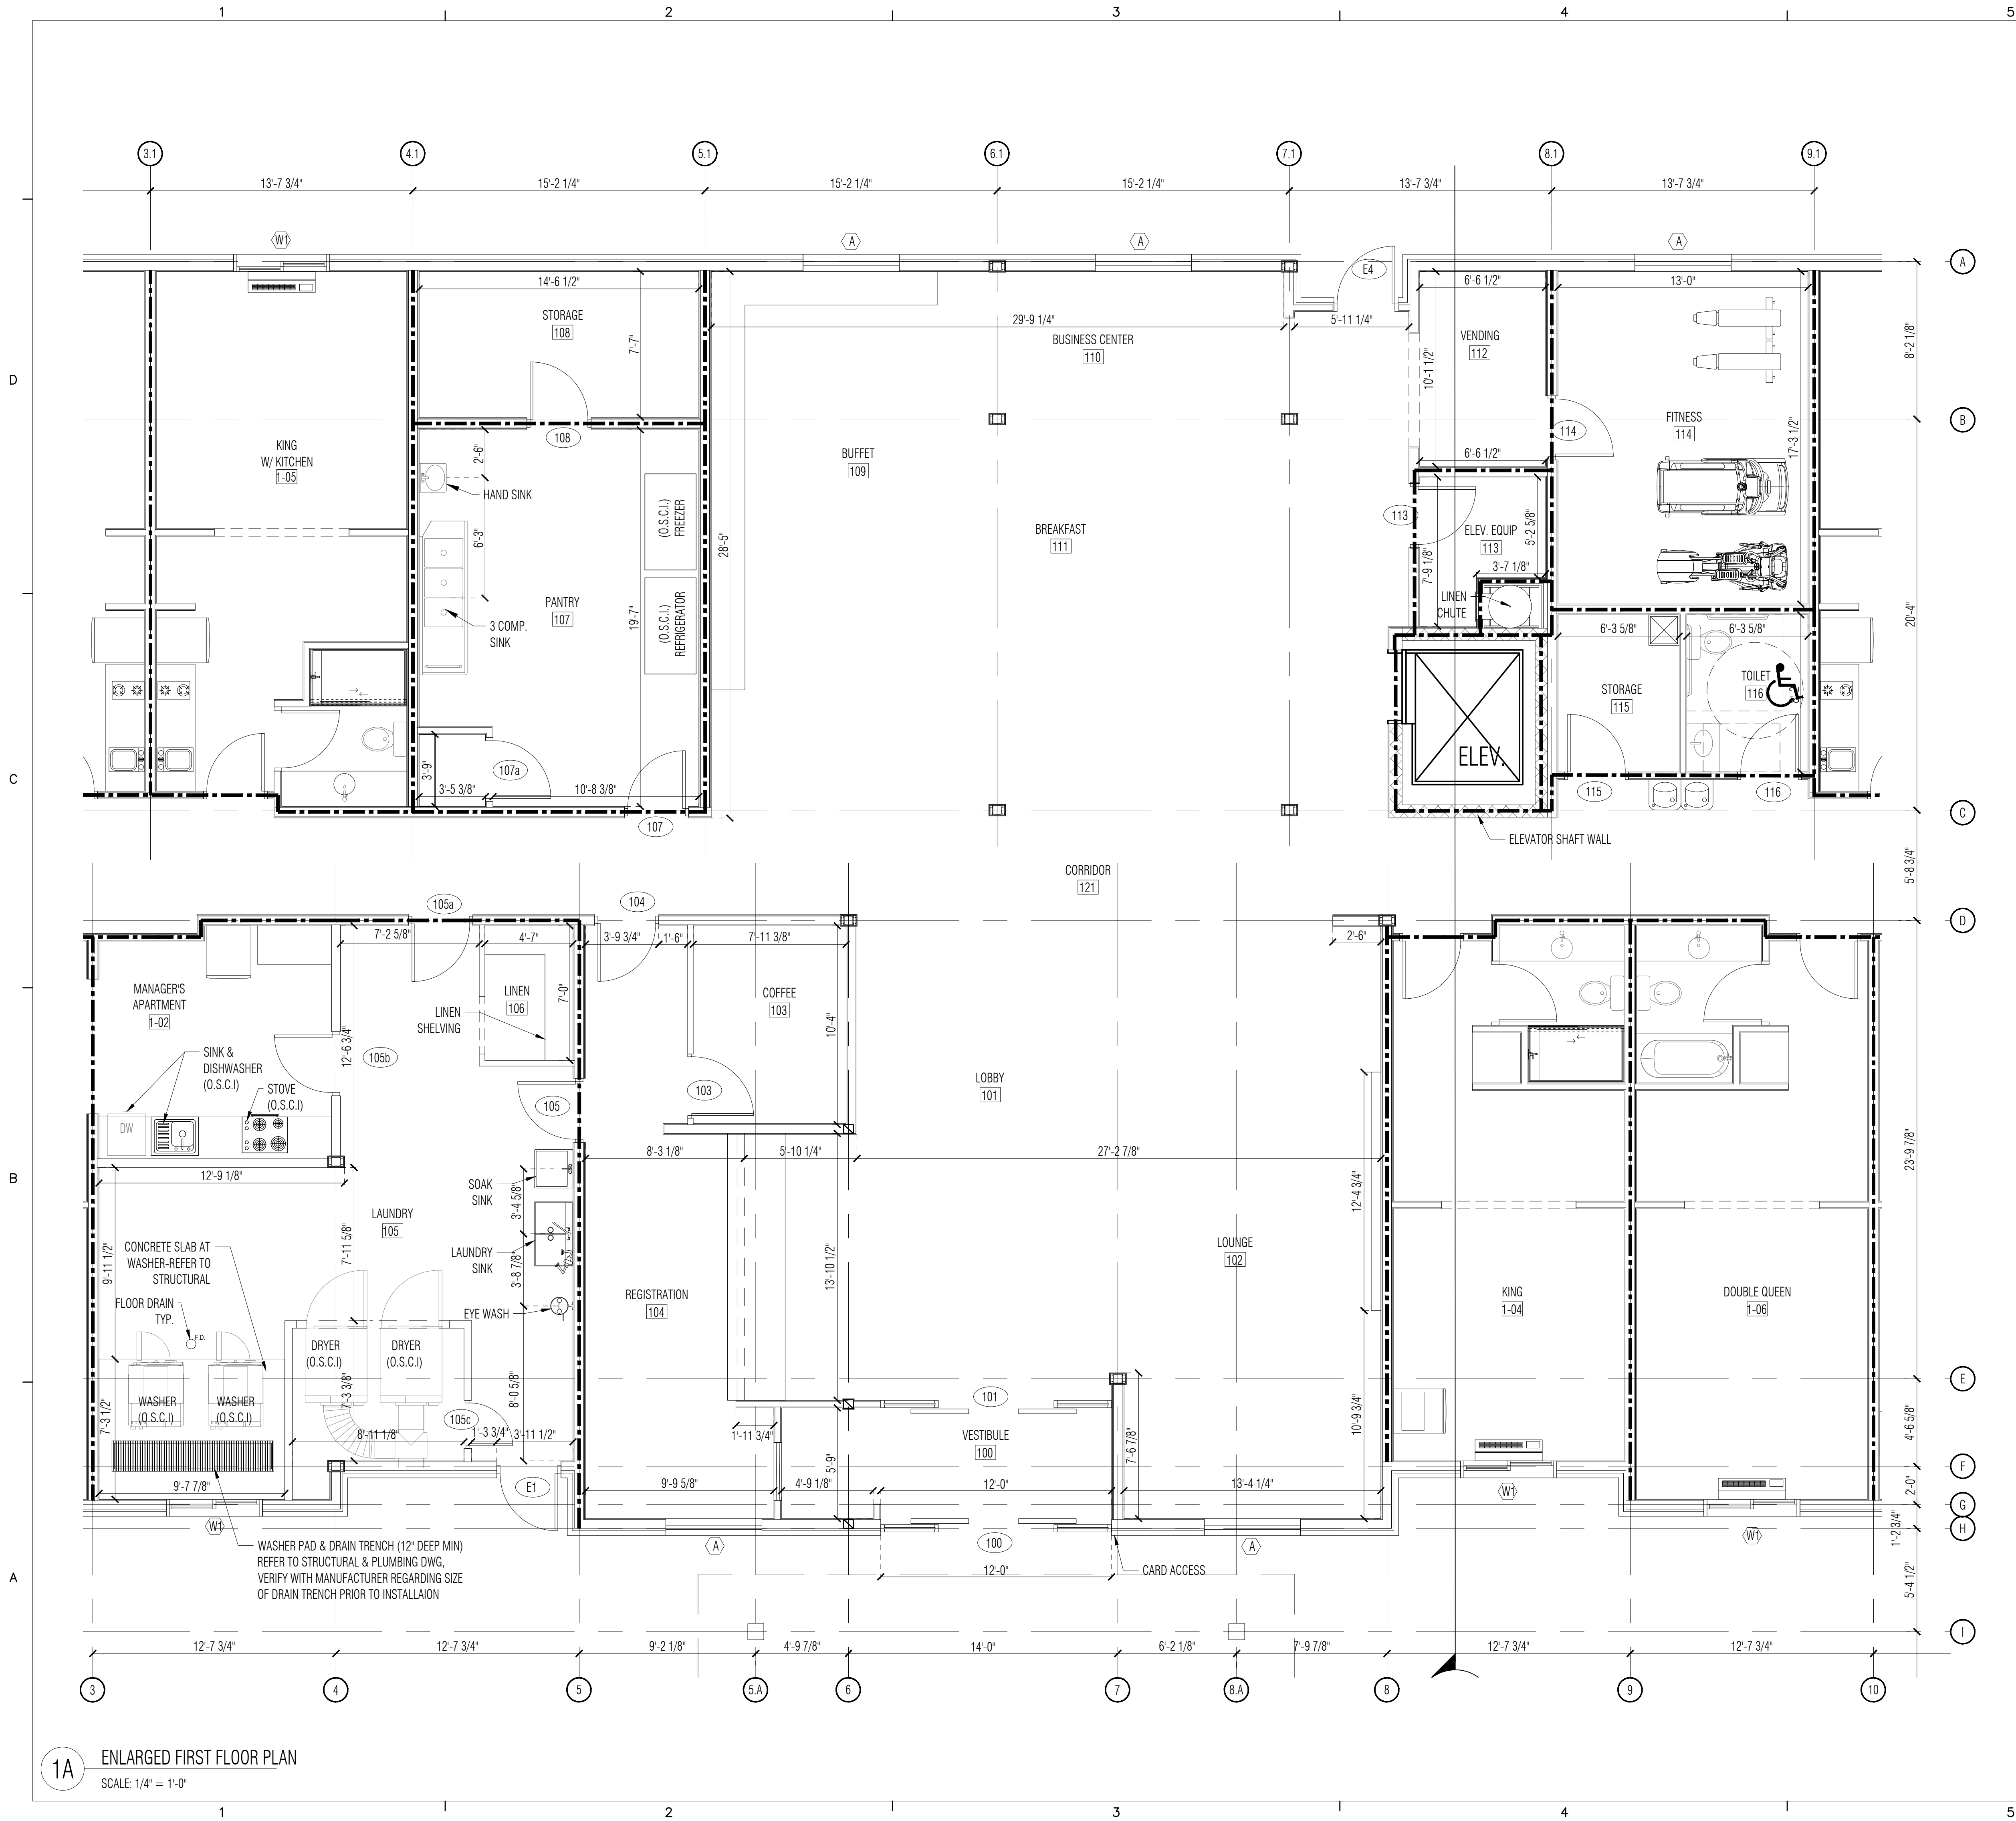 1 2 3 4 5
3.1 4.1 5.1 6.1 7.1 8.1 9.1
13'-7 3/4" 15'-2 1/4" 15'-2 1/4" 15'-2 1/4" 13'-7 3/4" 13'-7 3/4"
W1 A A A
E4
A
14'-6 1/2" 6'-6 1/2" 13'-0"
STORAGE
108
7'-7"
29'-9 1/4" 5'-11 1/4"
BUSINESS CENTER
110
VENDING
112
10'-1 1/2"
8'-2 1/8"
D
KING
W/ KITCHEN
1-05
108
2'-6"
HAND SINK
6'-3"
(O.S.C.I.)
FREEZER
BUFFET
109
28'-5"
BREAKFAST
111
6'-6 1/2"
114
FITNESS
114
17'-3 1/2"
B
113
ELEV. EQUIP
113
5'-2 5/8"
7'-9 1/8"
3'-7 1/8"
LINEN
CHUTE
PANTRY
107
19'-7"
(O.S.C.I.)
REFRIGERATOR
3 COMP.
SINK
20'-4"
6'-3 5/8" 6'-3 5/8"
STORAGE
115
TOILET
116
ELEV.
C
107a
3'-9"
3'-5 3/8" 10'-8 3/8"
107
115 116
C
ELEVATOR SHAFT WALL
5'-8 3/4"
CORRIDOR
121
105a 104
D
7'-2 5/8" 4'-7" 3'-9 3/4" 1'-6" 7'-11 3/8" 2'-6"
MANAGER'S
APARTMENT
1-02
LINEN
106
7'-0"
LINEN
SHELVING
COFFEE
103
10'-4"
12'-6 3/4"
105b
SINK &
DISHWASHER
(O.S.C.I)
STOVE
(O.S.C.I)
DW
105
103
LOBBY
101
12'-9 1/8"
8'-3 1/8" 5'-10 1/4" 27'-2 7/8"
23'-9 7/8"
B
SOAK
SINK
3'-4 5/8"
12'-4 3/4"
LAUNDRY
105
7'-11 5/8"
9'-11 1/2"
CONCRETE SLAB AT
WASHER-REFER TO
STRUCTURAL
LAUNDRY
SINK
3'-8 7/8"
13'-10 1/2"
LOUNGE
102
FLOOR DRAIN
TYP.
F.D.
EYE WASH
REGISTRATION
104
KING
1-04
DOUBLE QUEEN
1-06
DRYER
(O.S.C.I)
DRYER
(O.S.C.I)
WASHER
(O.S.C.I)
WASHER
(O.S.C.I)
7'-3 1/2"
7'-3 3/8"
8'-0 5/8"
105c
8'-11 1/8" 1'-3 3/4" 3'-11 1/2"
101
E
1'-11 3/4"
VESTIBULE
100
5'-9"
7'-6 7/8"
10'-9 3/4"
4'-6 5/8"
9'-7 7/8"
E1
9'-9 5/8" 4'-9 1/8" 12'-0" 13'-4 1/4"
F
2'-0"
G
H
W1 A 100 A W1 W1
1'-2 3/4"
WASHER PAD & DRAIN TRENCH (12" DEEP MIN)
REFER TO STRUCTURAL & PLUMBING DWG,
VERIFY WITH MANUFACTURER REGARDING SIZE
OF DRAIN TRENCH PRIOR TO INSTALLAION
12'-0"
CARD ACCESS
A
5'-4 1/2"
I
12'-7 3/4" 12'-7 3/4" 9'-2 1/8" 4'-9 7/8" 14'-0" 6'-2 1/8" 7'-9 7/8" 12'-7 3/4" 12'-7 3/4"
3 4 5 5.A 6 7 8.A 8 9 10
1A
ENLARGED FIRST FLOOR PLAN
SCALE: 1/4" = 1'-0"
1 2 3 4 5